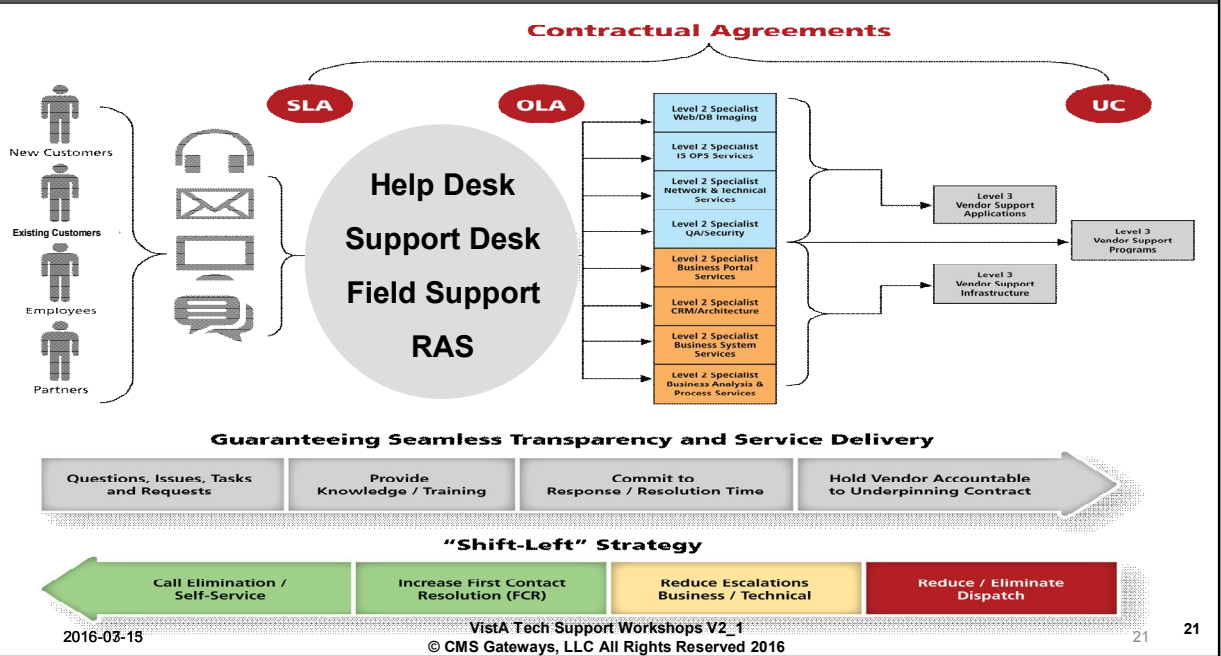 Contractual Agreements
SLA
OLA
UC
New Customers
Existing Customers
Employees
Partners
Help Desk
Support Desk
Field Support
RAS
Level 2 Specialist
Web/DB Imaging
Level 2 Specialist
IS OPS Services
Level 2 Specialist
Network & Technical
Services
Level 2 Specialist
QA/Security
Level 2 Specialist
Business Portal
Services
Level 2 Specialist
CRM/Architecture
Level 2 Specialist
Business System
Services
Level 2 Specialist
Business Analysis &
Process Services
Level 3
Vendor Support
Applications
Level 3
Vendor Support
Programs
Level 3
Vendor Support
Infrastructure
Guaranteeing Seamless Transparency and Service Delivery
Questions, Issues, Tasks
and Requests
Provide
Knowledge / Training
Commit to
Response / Resolution Time
Hold Vendor Accountable
to Underpinning Contract
"Shift-Left" Strategy
Call Elimination /
Self-Service
Increase First Contact
Resolution (FCR)
Reduce Escalations
Business / Technical
Reduce / Eliminate
Dispatch
VistA Tech Support Workshops V2_1
© CMS Gateways, LLC All Rights Reserved 2016
21
21